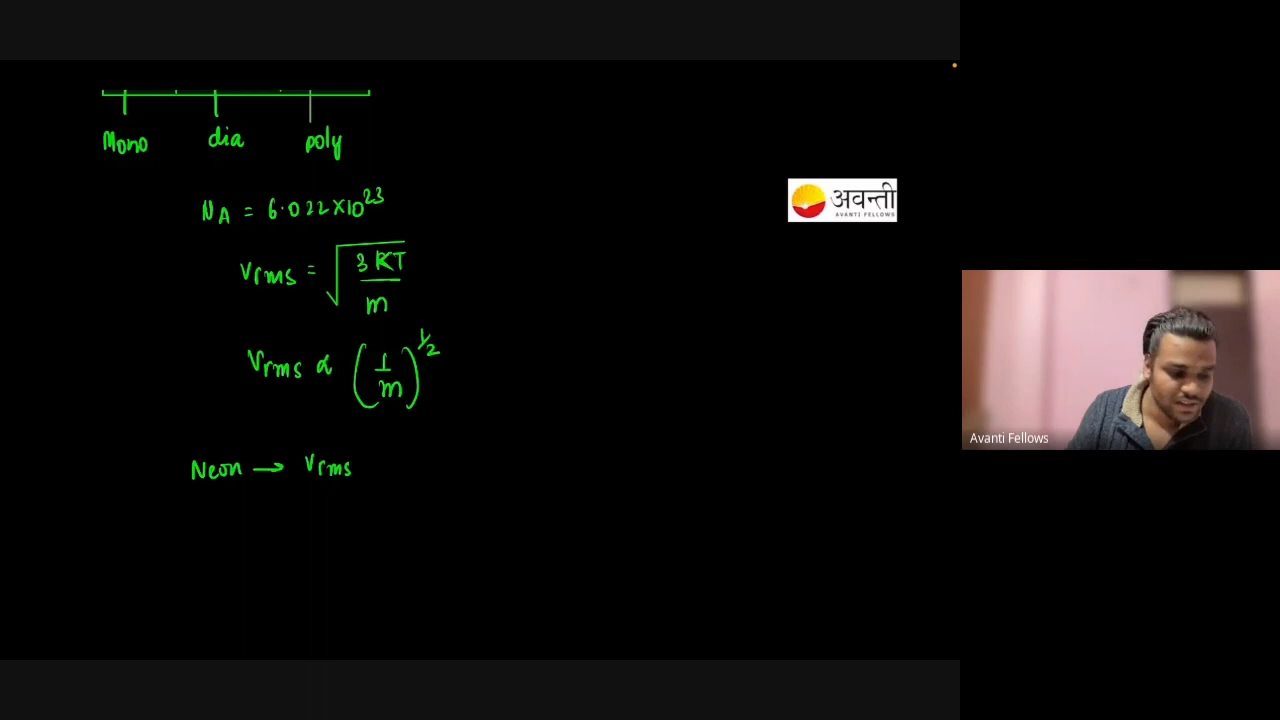 Mono dia poly
N_A = 6.022×10^23
Vrms = √(3KT/m)
Vrms ∝ (1/m)^1/2
Neon → Vrms
अवन्ती
AVANTI FELLOWS
Avanti Fellows